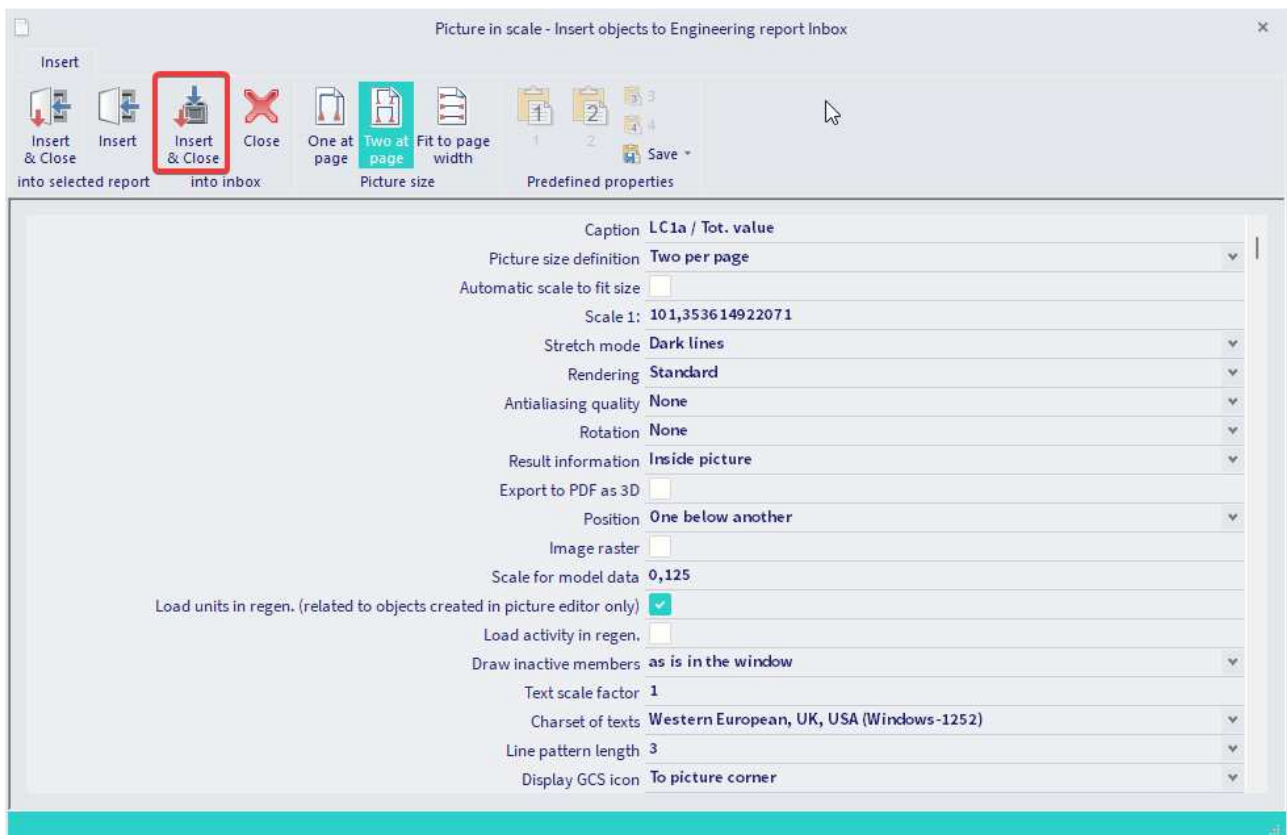 Picture in scale - Insert objects to Engineering report Inbox
Insert
Insert & Close
Insert
Insert & Close
Close
One at page
Two at page
Fit to page width
1
2
3
4
Save
1
2
into selected report
into inbox
Picture size
Predefined properties
Caption LC1a / Tot. value
Picture size definition Two per page
Automatic scale to fit size
Scale 1: 101,353614922071
Stretch mode Dark lines
Rendering Standard
Antialiasing quality None
Rotation None
Result information Inside picture
Export to PDF as 3D
Position One below another
Image raster
Scale for model data 0,125
Load units in regen. (related to objects created in picture editor only)
Load activity in regen.
Draw inactive members as is in the window
Text scale factor 1
Charset of texts Western European, UK, USA (Windows-1252)
Line pattern length 3
Display GCS icon To picture corner